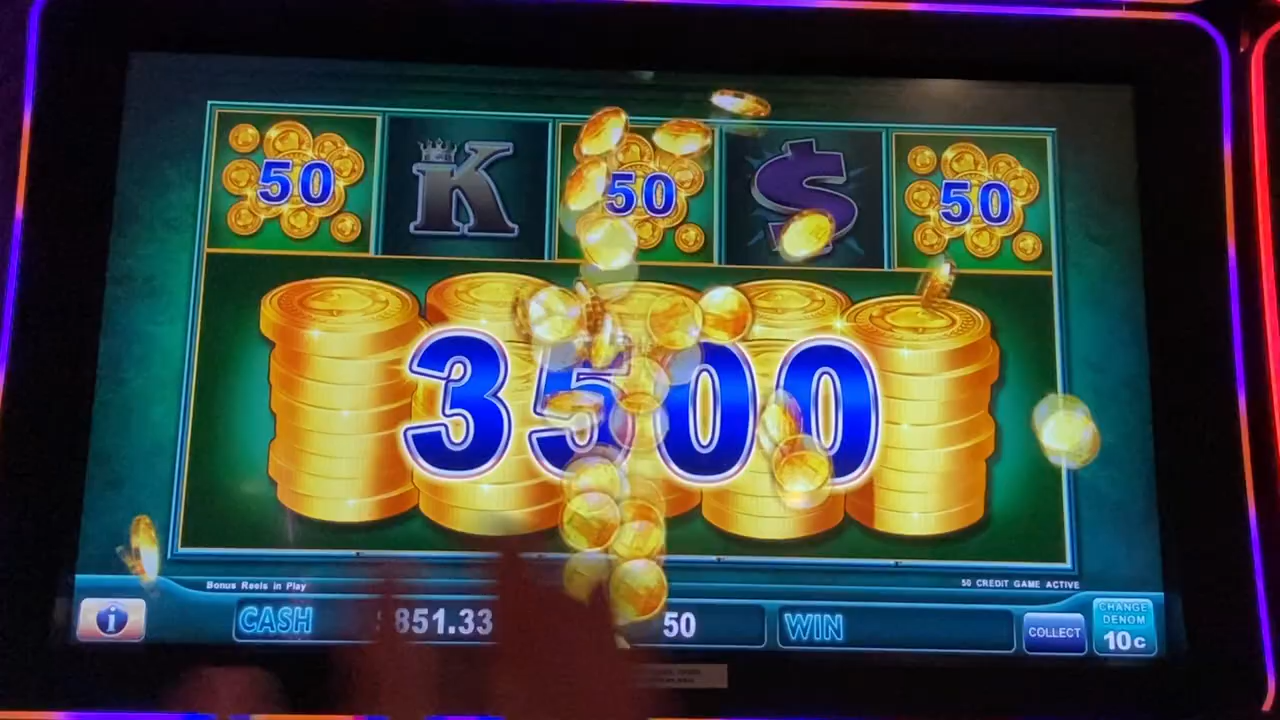 50 K 50 $ 50
3500
Bonus Reels in Play
50 CREDIT GAME ACTIVE
CASH 851.33 50 WIN COLLECT
CHANGE
DENOM
10¢